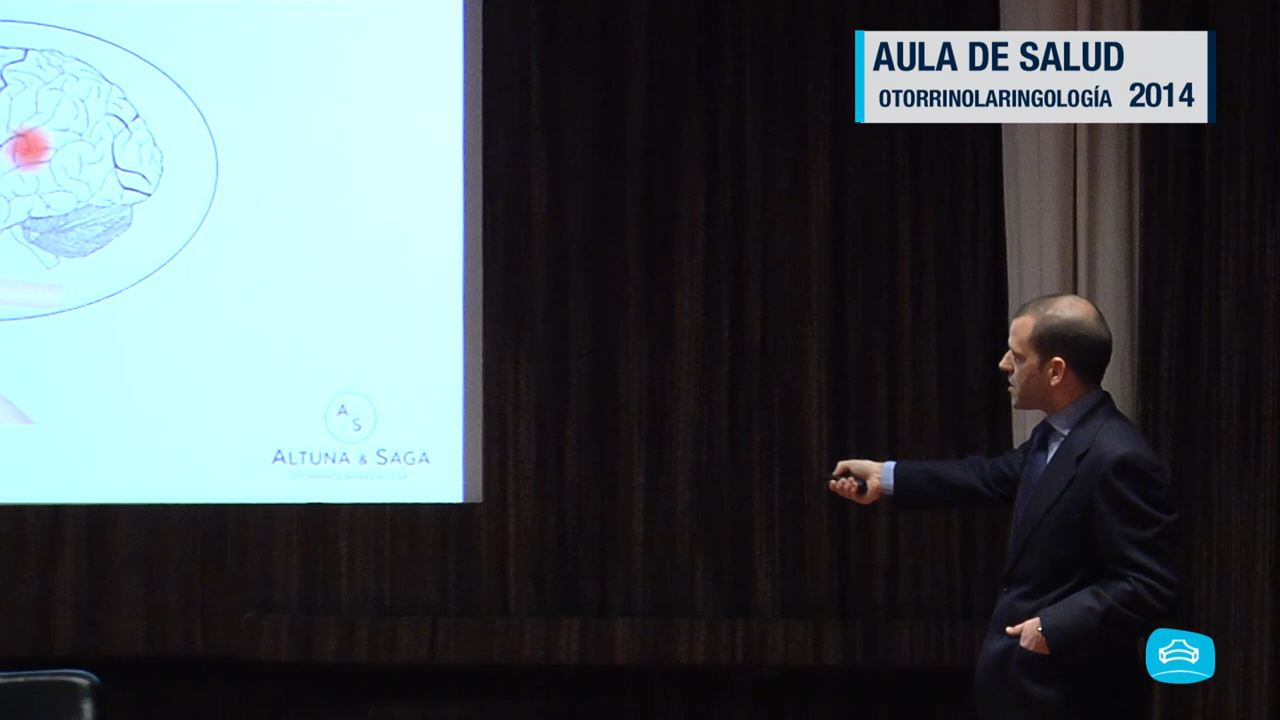 AULA DE SALUD
OTORRINOLARINGOLOGÍA 2014
A
S
ALTUNA & SAGA